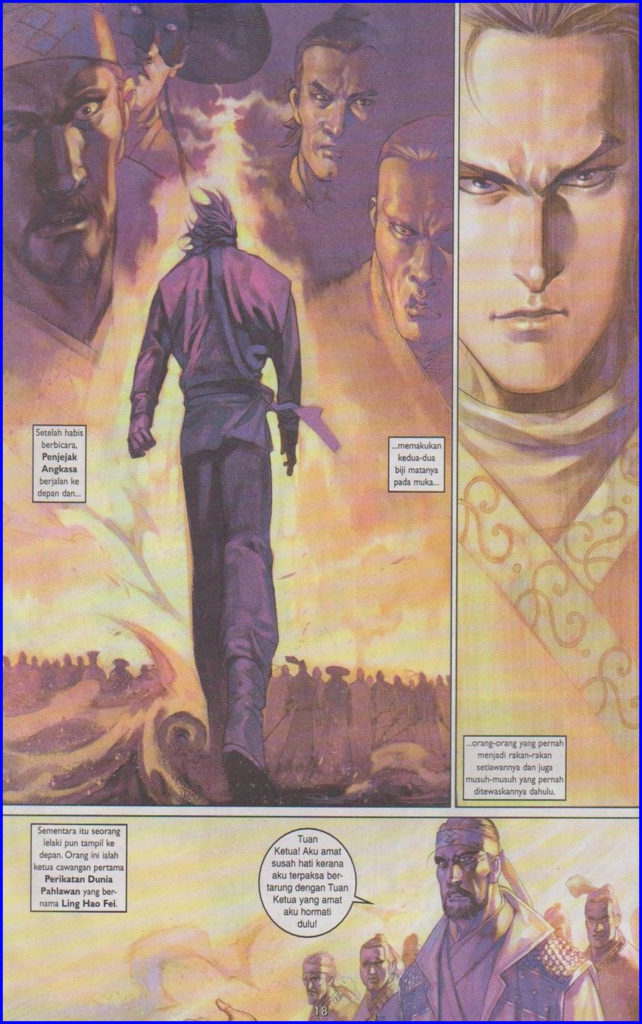 Setelah habis
berbicara,
Penjejak
Angkasa
berjalan ke
depan dan...
...memakukan
kedua-dua
biji matanya
pada muka...
...orang-orang yang pernah
menjadi rakan-rakan
setiawannya dan juga
musuh-musuh yang pernah
ditewaskannya dahulu.
Sementara itu seorang
lelaki pun tampil ke
depan. Orang ini ialah
ketua cawangan pertama
Perikatan Dunia
Pahlawan yang ber-
nama Ling Hao Fei.
Tuan
Ketua! Aku amat
susah hati kerana
aku terpaksa ber-
tarung dengan Tuan
Ketua yang amat
aku hormati
dulu!
18